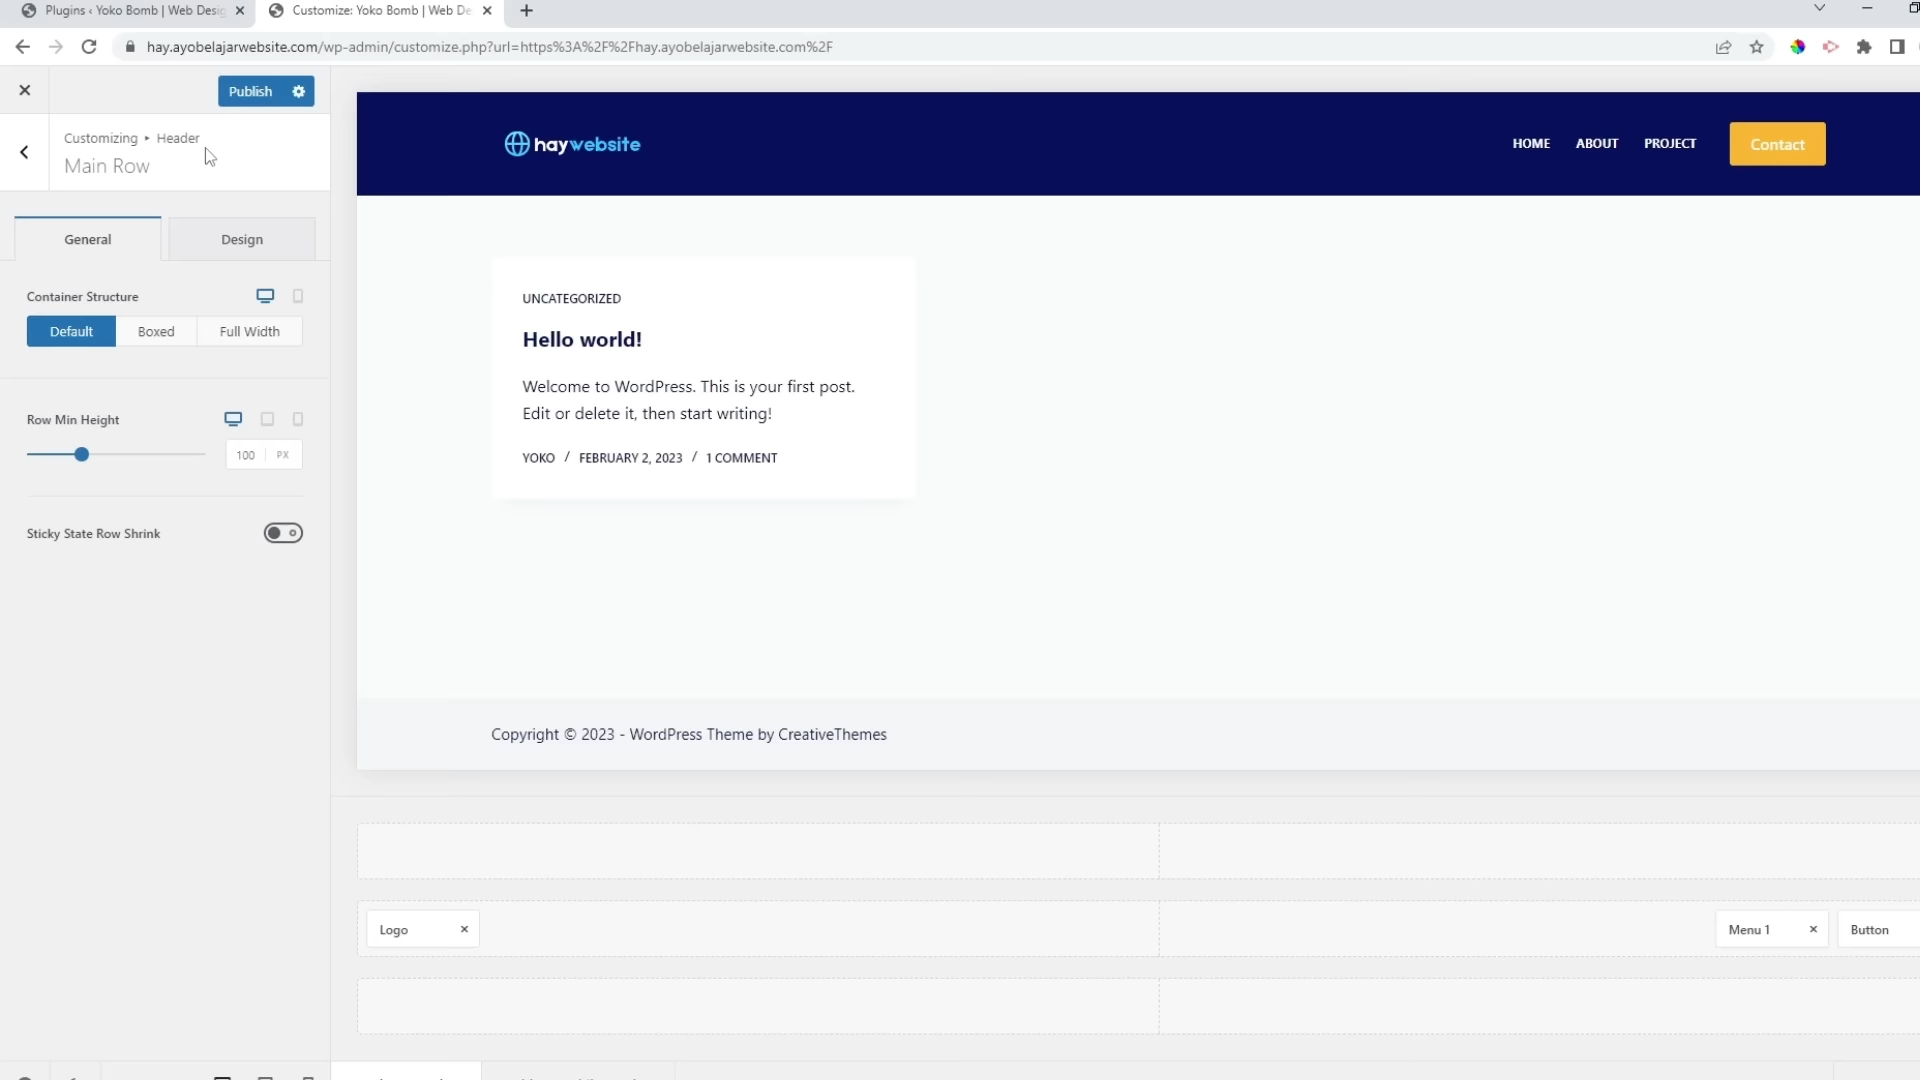 Plugins ‹ Yoko Bomb | Web Desig
Customize: Yoko Bomb | Web De
hay.ayobelajarwebsite.com/wp-admin/customize.php?url=https%3A%2F%2Fhay.ayobelajarwebsite.com%2F
Publish
Customizing ▸ Header
Main Row
General
Design
Container Structure
Default
Boxed
Full Width
Row Min Height
100
PX
Sticky State Row Shrink
haywebsite
HOME
ABOUT
PROJECT
Contact
UNCATEGORIZED
Hello world!
Welcome to WordPress. This is your first post.
Edit or delete it, then start writing!
YOKO / FEBRUARY 2, 2023 / 1 COMMENT
Copyright © 2023 - WordPress Theme by CreativeThemes
Logo
Menu 1
Button